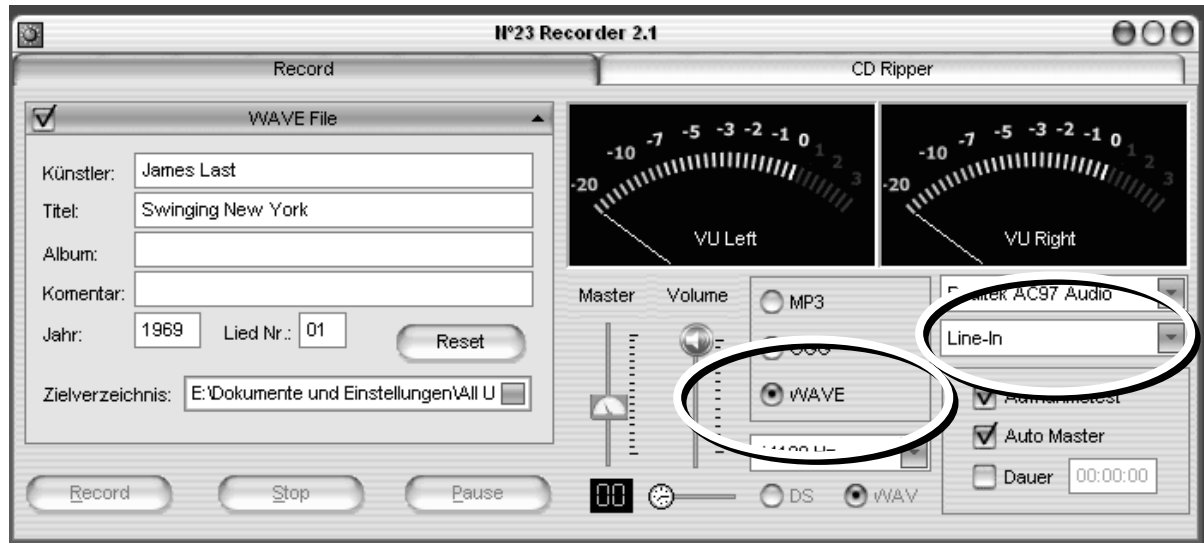 Nº23 Recorder 2.1
Record
CD Ripper
WAVE File
Künstler: James Last
Titel: Swinging New York
Album:
Komentar:
Jahr: 1969 Lied Nr.: 01
Reset
Zielverzeichnis: E:\Dokumente und Einstellungen\All U
Record
Stop
Pause
-20 -10 -7 -5 -3 -2 -1 0 1 2 3
VU Left
-20 -10 -7 -5 -3 -2 -1 0 1 2 3
VU Right
Master
Volume
MP3
WAVE
00
DS
WAV
AC97 Audio
Line-In
Auto Master
Dauer 00:00:00